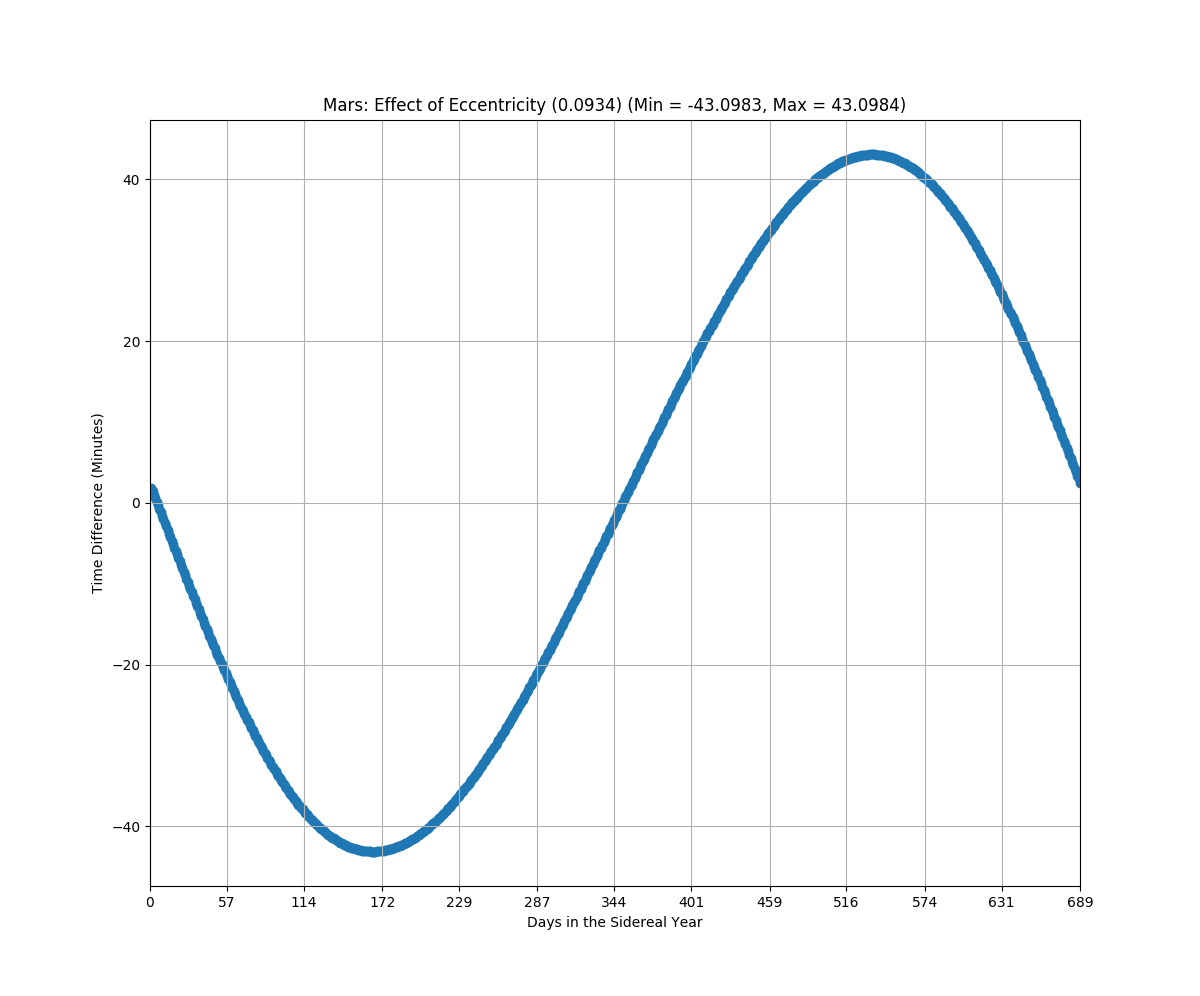 Mars: Effect of Eccentricity (0.0934) (Min = -43.0983, Max = 43.0984)
Time Difference (Minutes)
40
20
0
−20
−40
0 57 114 172 229 287 344 401 459 516 574 631 689
Days in the Sidereal Year